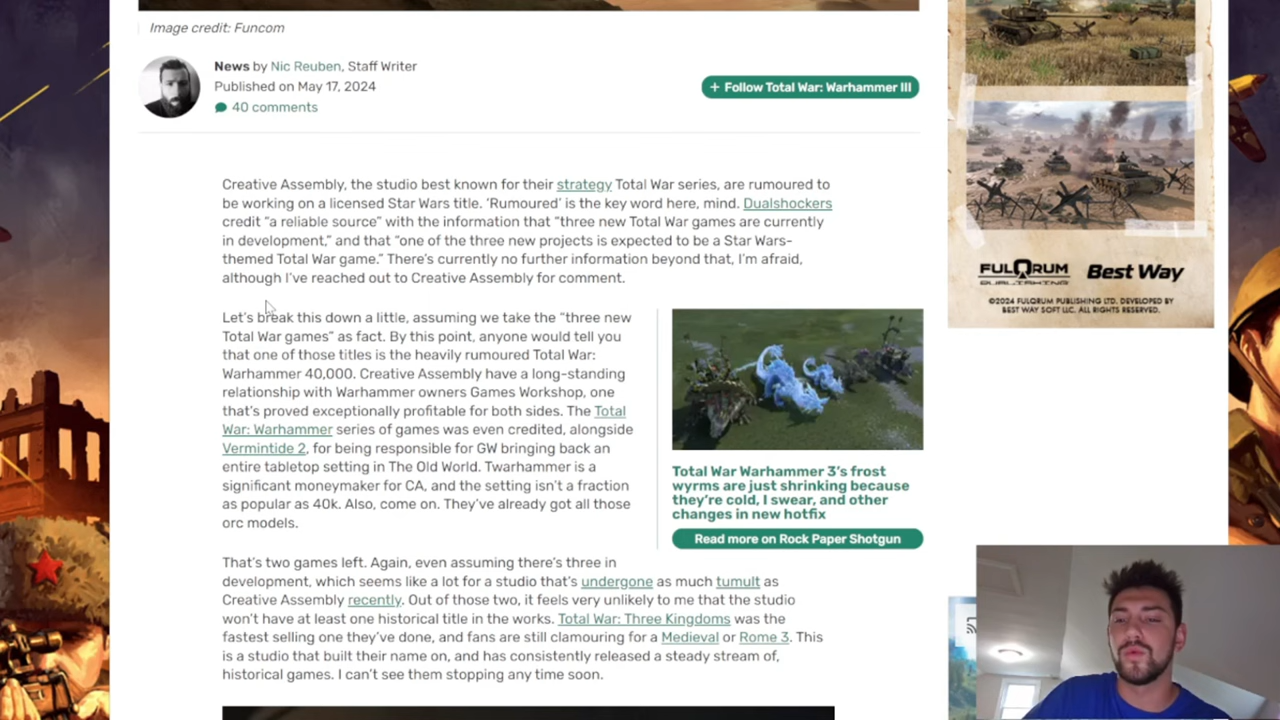 Image credit: Funcom
News by Nic Reuben, Staff Writer
Published on May 17, 2024
40 comments
+ Follow Total War: Warhammer III
Creative Assembly, the studio best known for their strategy Total War series, are rumoured to
be working on a licensed Star Wars title. ‘Rumoured’ is the key word here, mind. Dualshockers
credit “a reliable source” with the information that “three new Total War games are currently
in development,” and that “one of the three new projects is expected to be a Star Wars-
themed Total War game.” There’s currently no further information beyond that, I’m afraid,
although I’ve reached out to Creative Assembly for comment.
Let’s break this down a little, assuming we take the “three new
Total War games” as fact. By this point, anyone would tell you
that one of those titles is the heavily rumoured Total War:
Warhammer 40,000. Creative Assembly have a long-standing
relationship with Warhammer owners Games Workshop, one
that’s proved exceptionally profitable for both sides. The Total
War: Warhammer series of games was even credited, alongside
Vermintide 2, for being responsible for GW bringing back an
entire tabletop setting in The Old World. Twarhammer is a
significant moneymaker for CA, and the setting isn’t a fraction
as popular as 40k. Also, come on. They’ve already got all those
orc models.
Total War Warhammer 3’s frost
wyrms are just shrinking because
they’re cold, I swear, and other
changes in new hotfix
Read more on Rock Paper Shotgun
That’s two games left. Again, even assuming there’s three in
development, which seems like a lot for a studio that’s undergone as much tumult as
Creative Assembly recently. Out of those two, it feels very unlikely to me that the studio
won’t have at least one historical title in the works. Total War: Three Kingdoms was the
fastest selling one they’ve done, and fans are still clamouring for a Medieval or Rome 3. This
is a studio that built their name on, and has consistently released a steady stream of,
historical games. I can’t see them stopping any time soon.
FULQRUM PUBLISHING Best Way
©2024 FULQRUM PUBLISHING LTD. DEVELOPED BY
BEST WAY SOFT LLC. ALL RIGHTS RESERVED.